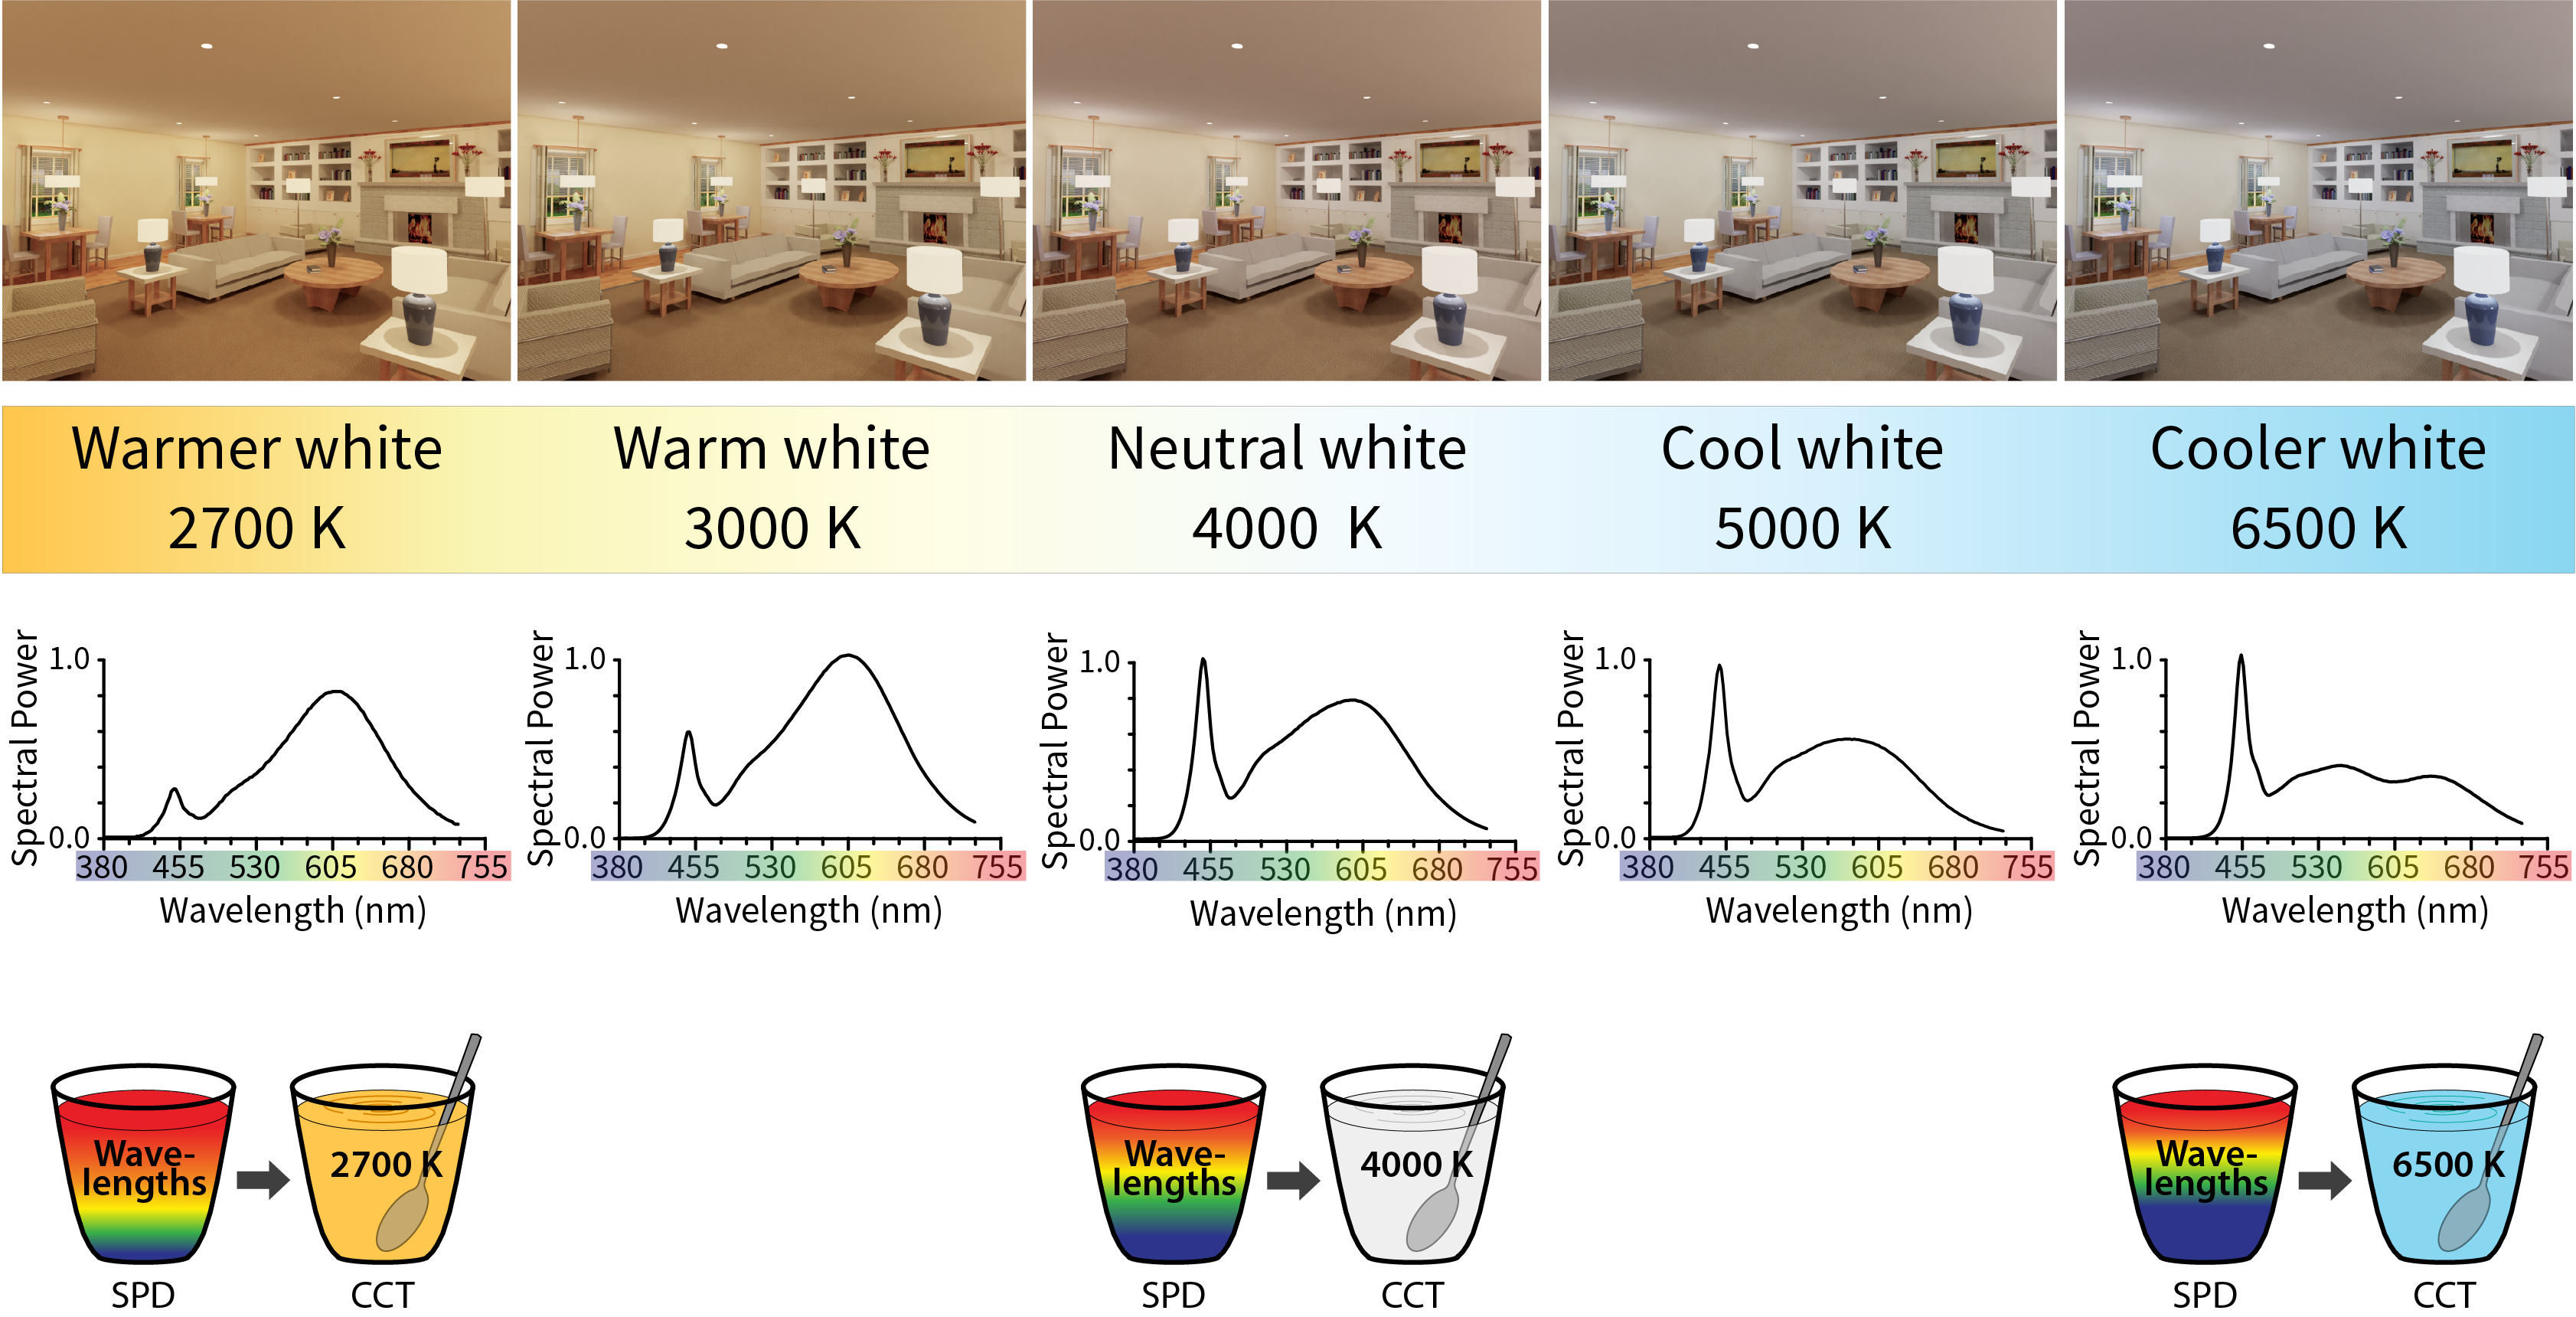 Warmer white
2700 K
Warm white
3000 K
Neutral white
4000 K
Cool white
5000 K
Cooler white
6500 K
Spectral Power
1.0
0.0
380 455 530 605 680 755
Wavelength (nm)
Spectral Power
1.0
0.0
380 455 530 605 680 755
Wavelength (nm)
Spectral Power
1.0
0.0
380 455 530 605 680 755
Wavelength (nm)
Spectral Power
1.0
0.0
380 455 530 605 680 755
Wavelength (nm)
Spectral Power
1.0
0.0
380 455 530 605 680 755
Wavelength (nm)
Wave-
lengths
SPD
2700 K
CCT
Wave-
lengths
SPD
4000 K
CCT
Wave-
lengths
SPD
6500 K
CCT